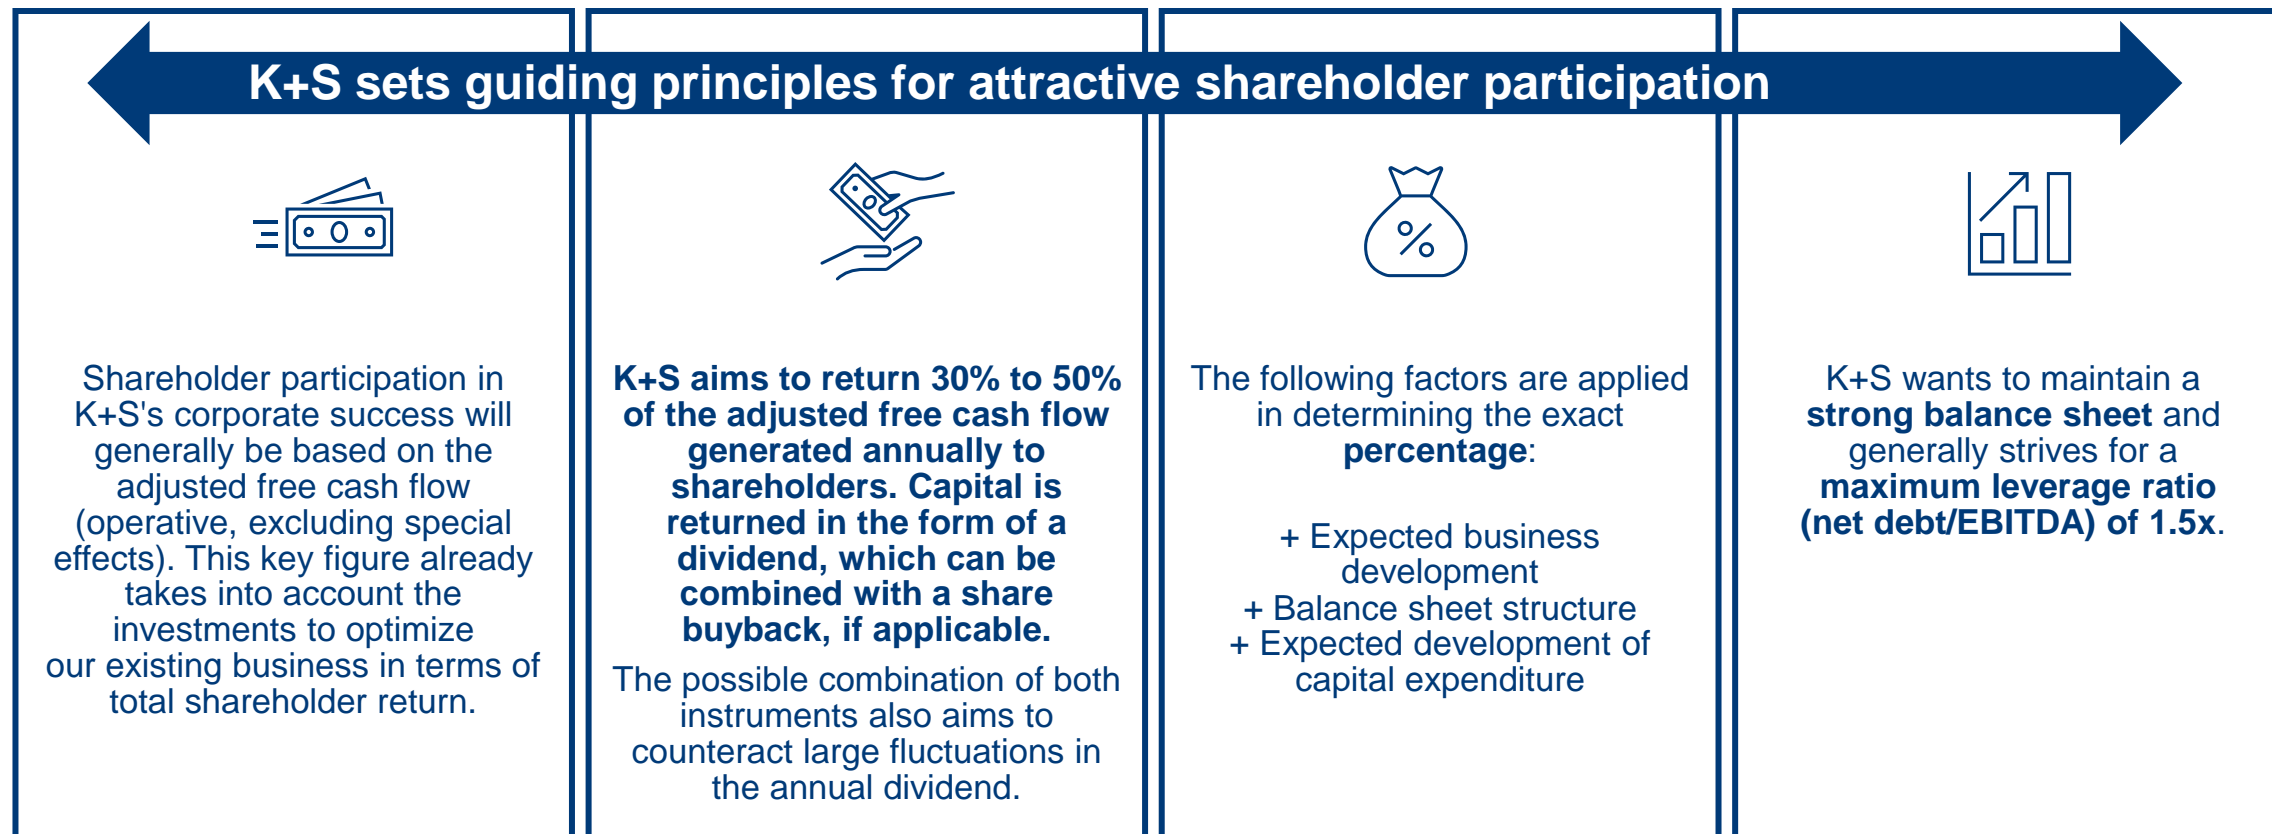 K+S sets guiding principles for attractive shareholder participation
Shareholder participation in
K+S's corporate success will
generally be based on the
adjusted free cash flow
(operative, excluding special
effects). This key figure already
takes into account the
investments to optimize
our existing business in terms of
total shareholder return.
K+S aims to return 30% to 50%
of the adjusted free cash flow
generated annually to
shareholders. Capital is
returned in the form of a
dividend, which can be
combined with a share
buyback, if applicable.
The possible combination of both
instruments also aims to
counteract large fluctuations in
the annual dividend.
%
The following factors are applied
in determining the exact
percentage:
+ Expected business
development
+ Balance sheet structure
+ Expected development of
capital expenditure
K+S wants to maintain a
strong balance sheet and
generally strives for a
maximum leverage ratio
(net debt/EBITDA) of 1.5x.